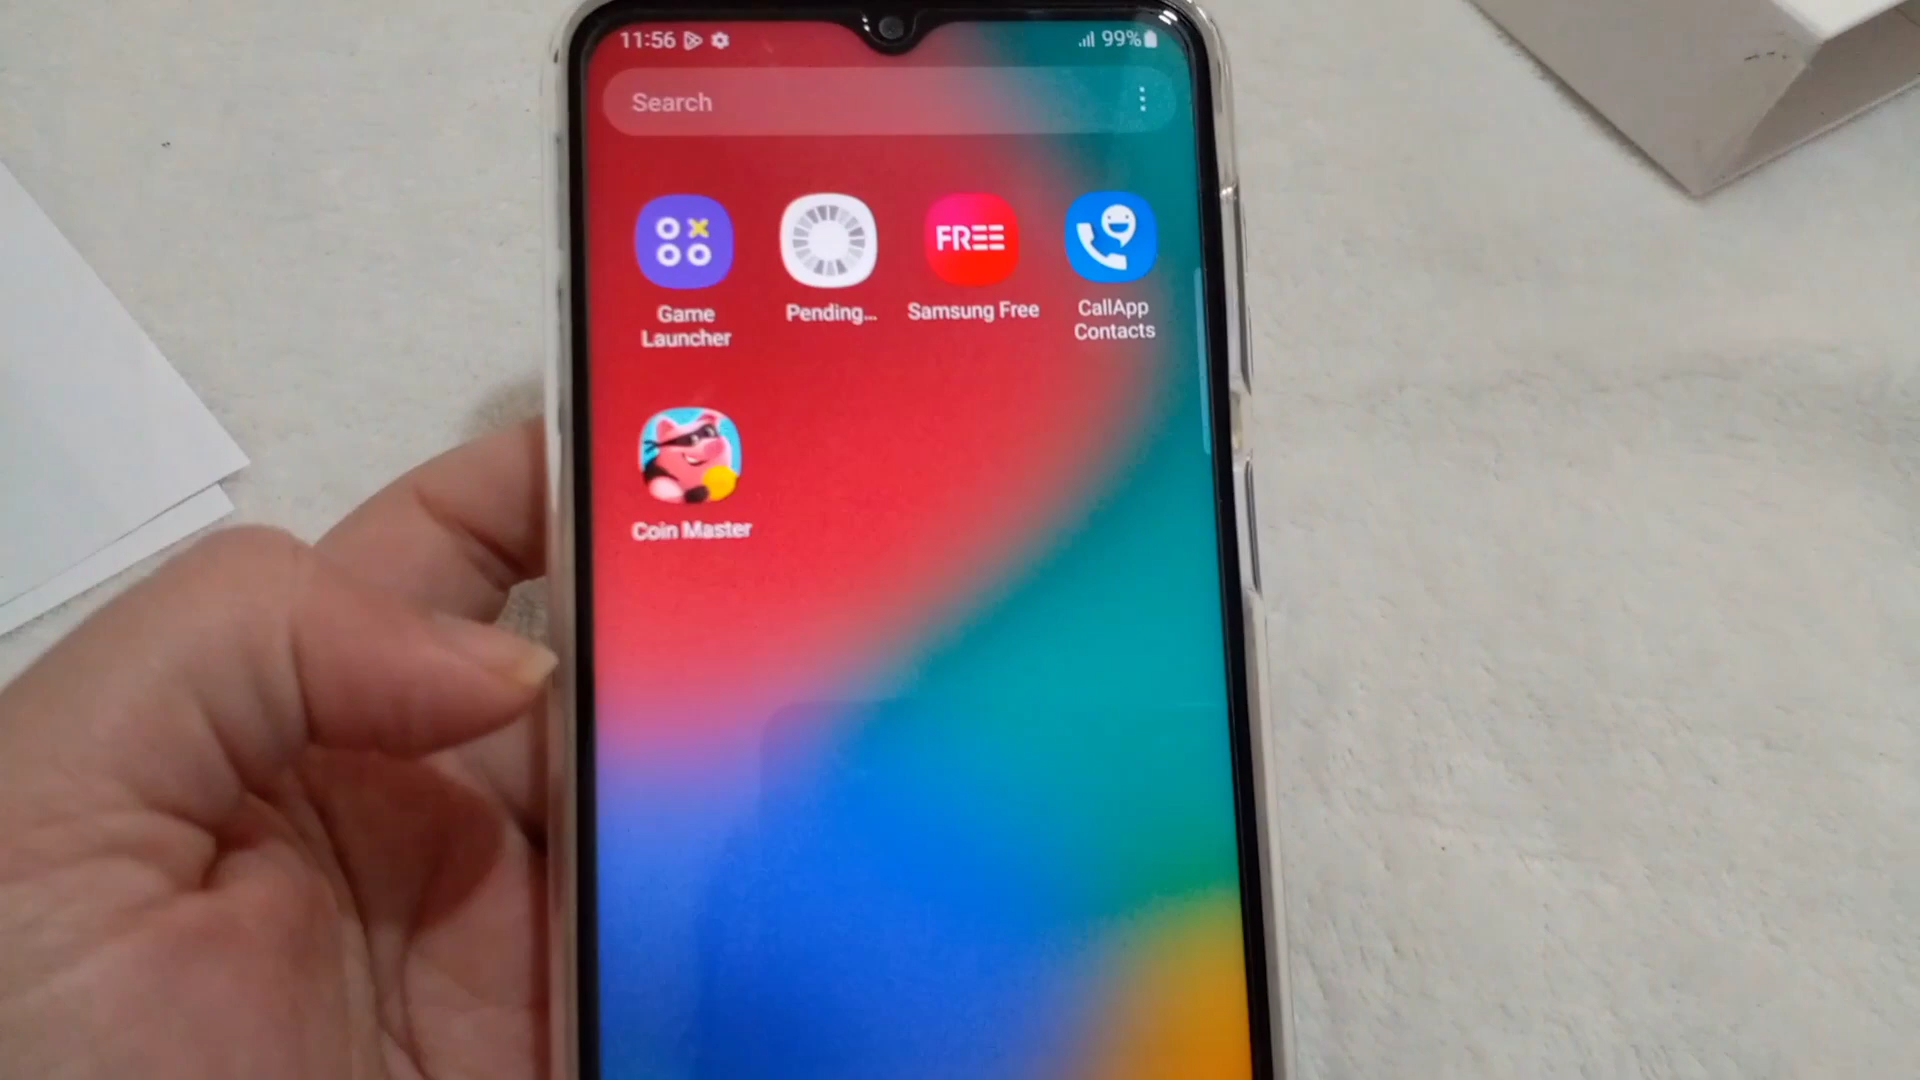 11:56
99%
Search
FREE
Game
Launcher
Pending...
Samsung Free
CallApp
Contacts
Coin Master